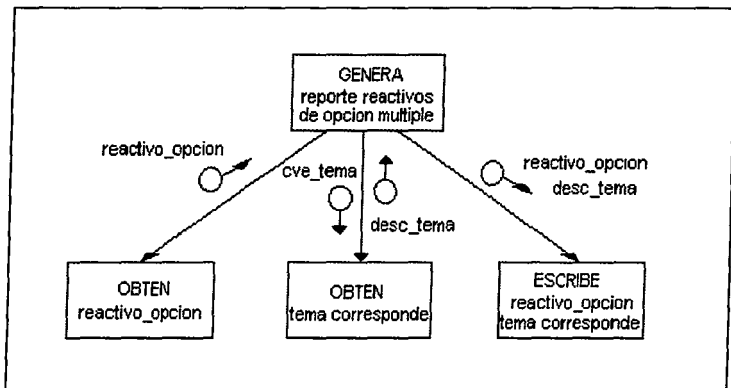 GENERA
reporte reactivos
de opcion multiple
reactivo_opcion
cve_tema
desc_tema
reactivo_opcion
desc_tema
OBTEN
reactivo_opcion
OBTEN
tema corresponde
ESCRIBE
reactivo_opcion
tema corresponde